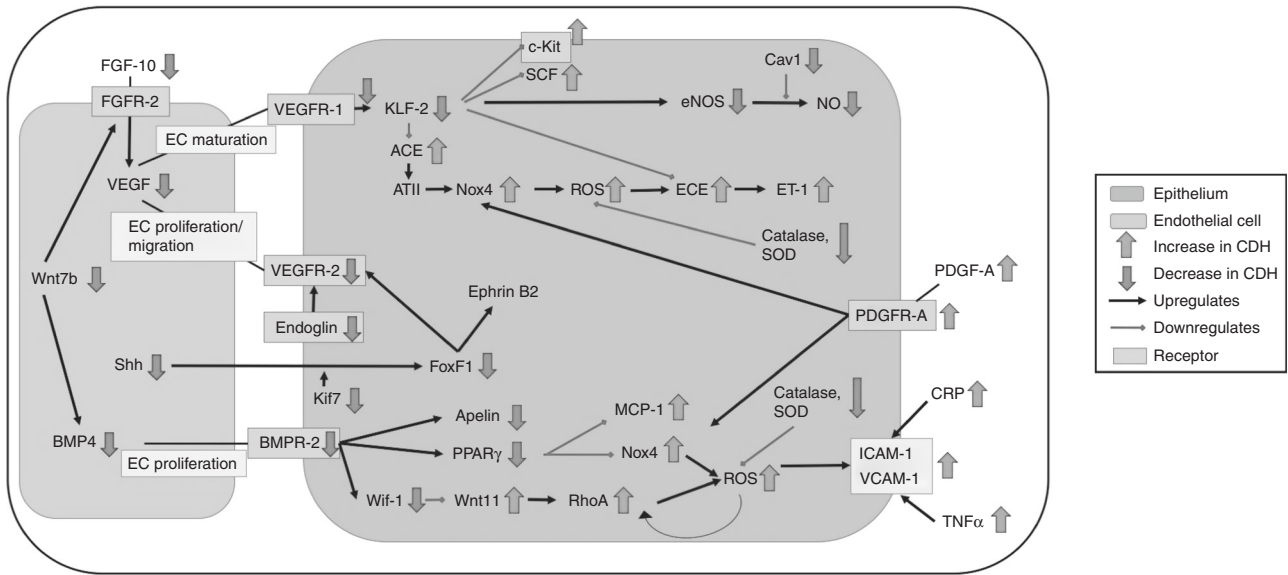 FGF-10
FGFR-2
VEGF
Wnt7b
Shh
BMP4
EC maturation
EC proliferation/
migration
EC proliferation
VEGFR-1
VEGFR-2
Endoglin
Kif7
BMPR-2
c-Kit
SCF
KLF-2
eNOS
Cav1
NO
ACE
ATII
Nox4
ROS
ECE
ET-1
Catalase,
SOD
Ephrin B2
FoxF1
PDGF-A
PDGFR-A
Apelin
PPARγ
MCP-1
Nox4
Catalase,
SOD
Wif-1
Wnt11
RhoA
ROS
CRP
ICAM-1
VCAM-1
TNFα
Epithelium
Endothelial cell
Increase in CDH
Decrease in CDH
Upregulates
Downregulates
Receptor